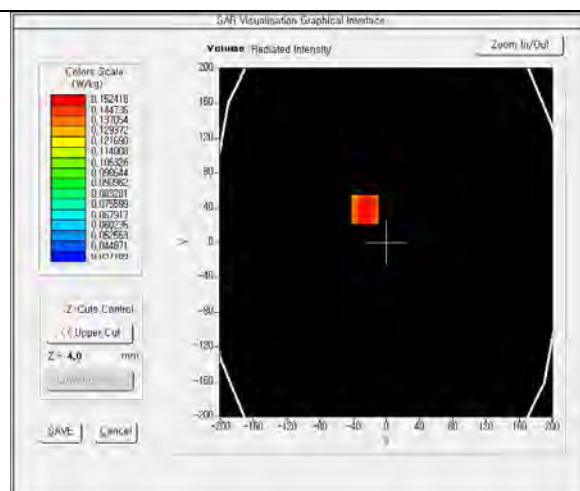 SAR Visualisation Graphical Interface
Volume Radiated Intensity
Zoom In/Out
Colors Scale
(W/kg)
0.152418
0.144736
0.137054
0.129372
0.121690
0.114008
0.106326
0.098644
0.090962
0.083281
0.075599
0.067917
0.060235
0.052553
0.044871
0.037189
200
160
120
80
40
0
-40
-80
-120
-160
-200
Y
-200 -160 -120 -80 -40 0 40 80 120 160 200
X
Z-Cuts Control
Upper Cut
Z = 4.0 mm
SAVE
Cancel